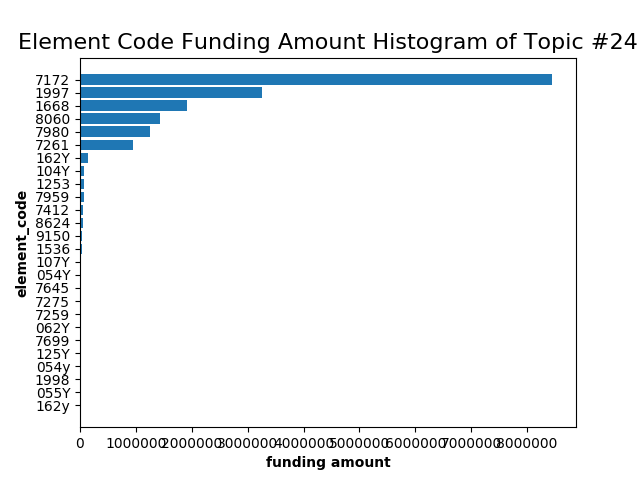 Element Code Funding Amount Histogram of Topic #24
7172
1997
1668
8060
7980
7261
162Y
104Y
1253
7959
7412
8624
9150
1536
107Y
054Y
7645
7275
7259
062Y
7699
125Y
054y
1998
055Y
162y
element_code
0 1000000 2000000 3000000 4000000 5000000 6000000 7000000 8000000
funding amount